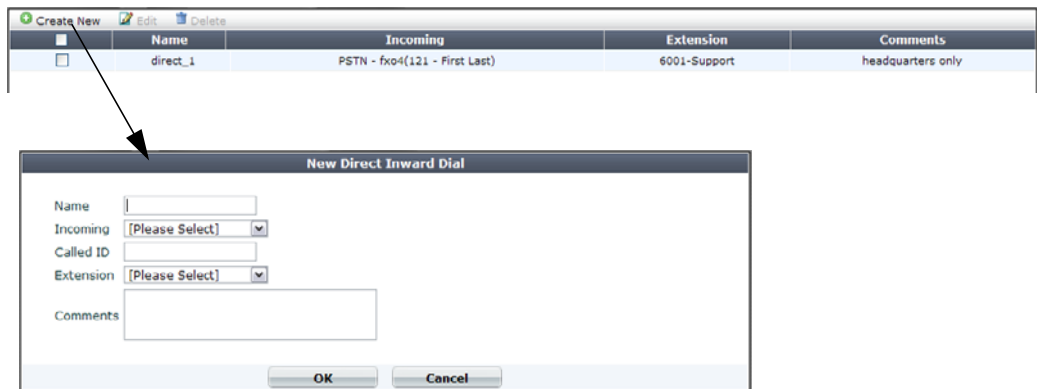 Create New Edit Delete
Name Incoming Extension Comments
direct_1 PSTN - fxo4(121 - First Last) 6001-Support headquarters only
New Direct Inward Dial
Name
Incoming [Please Select]
Called ID
Extension [Please Select]
Comments
OK Cancel